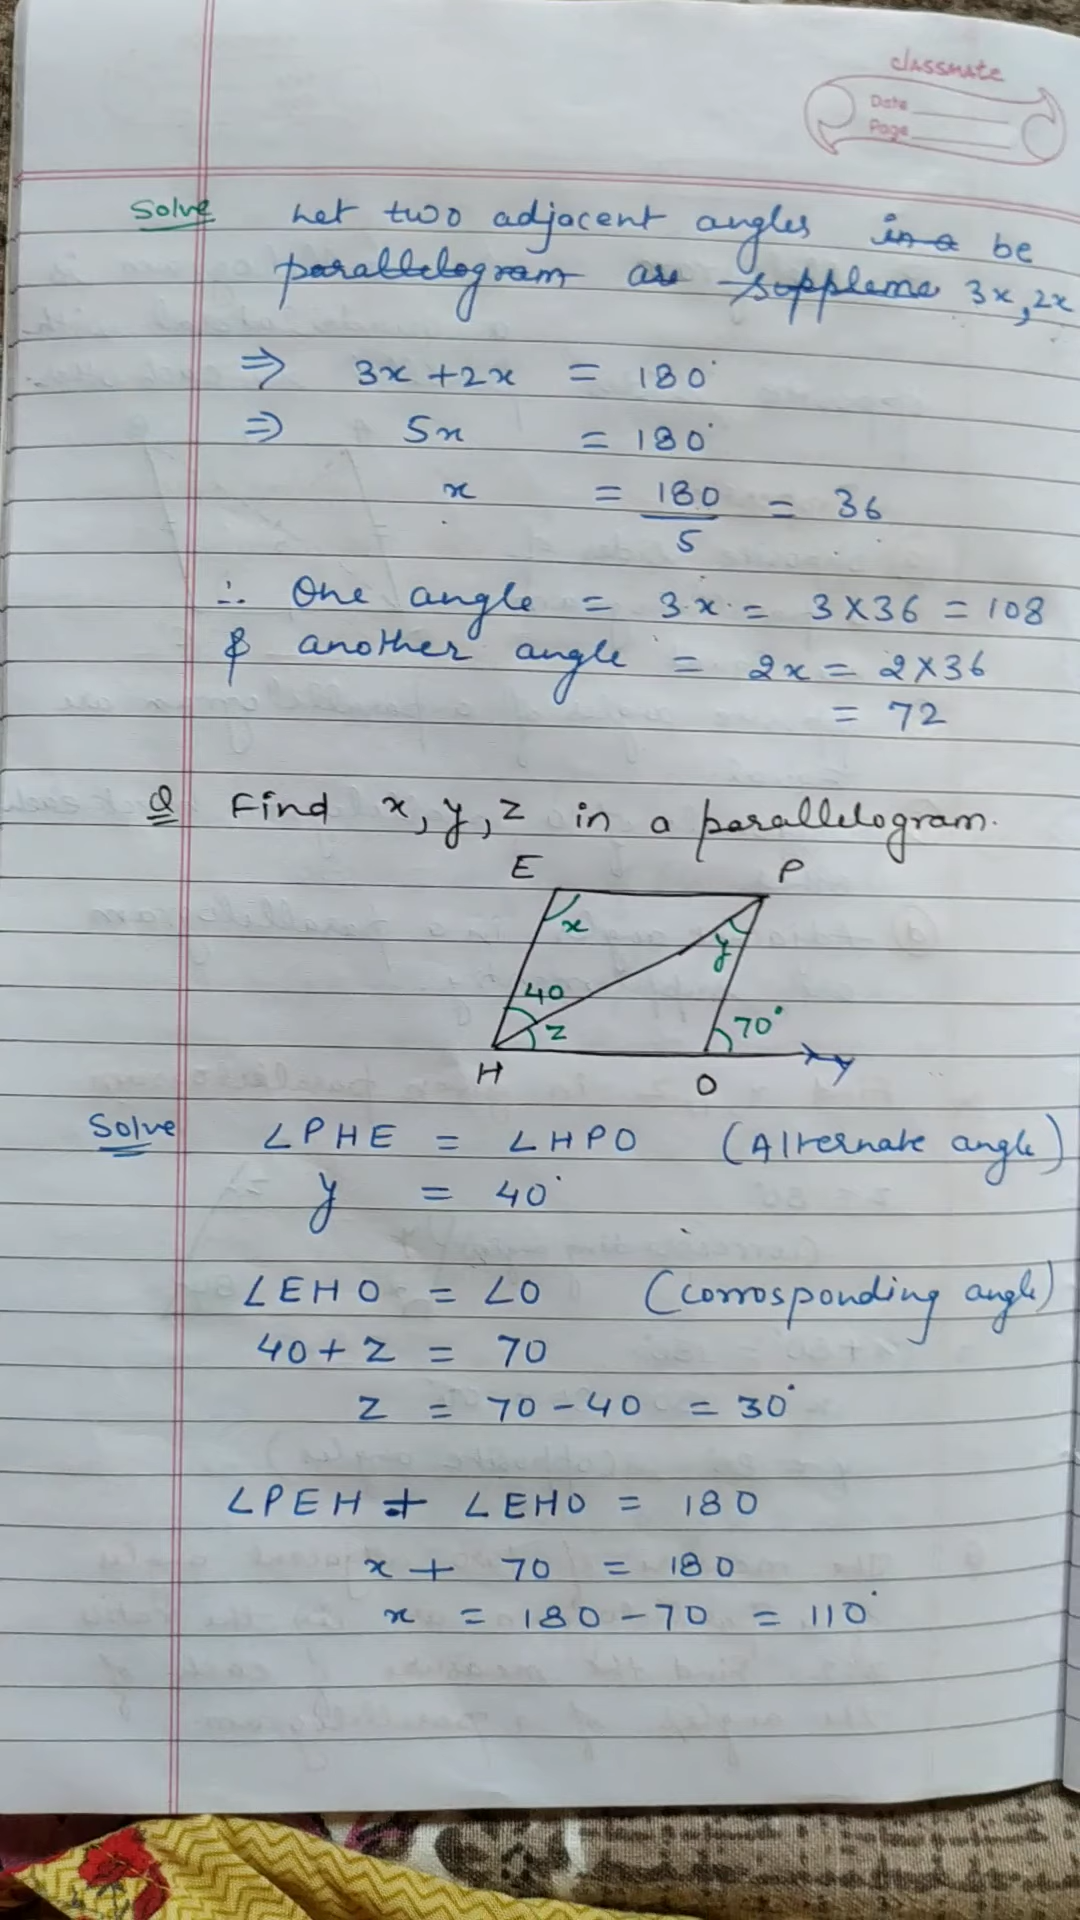 classmate
Date
Page
Solve Let two adjacent angles in a be
parallelogram are suppleme 3x, 2x
⇒ 3x + 2x = 180°
⇒ 5x = 180°
x = 180/5 = 36
∴ One angle = 3x = 3 × 36 = 108
& another angle = 2x = 2 × 36
= 72
Q Find x, y, z in a parallelogram.
E P
x
y
40
z
70°
H O y
Solve ∠PHE = ∠HPO (Alternate angle)
y = 40°
∠EHO = ∠O (corrosponding angle)
40 + z = 70
z = 70 - 40 = 30°
∠PEH + ∠EHO = 180
x + 70 = 180
x = 180 - 70 = 110°